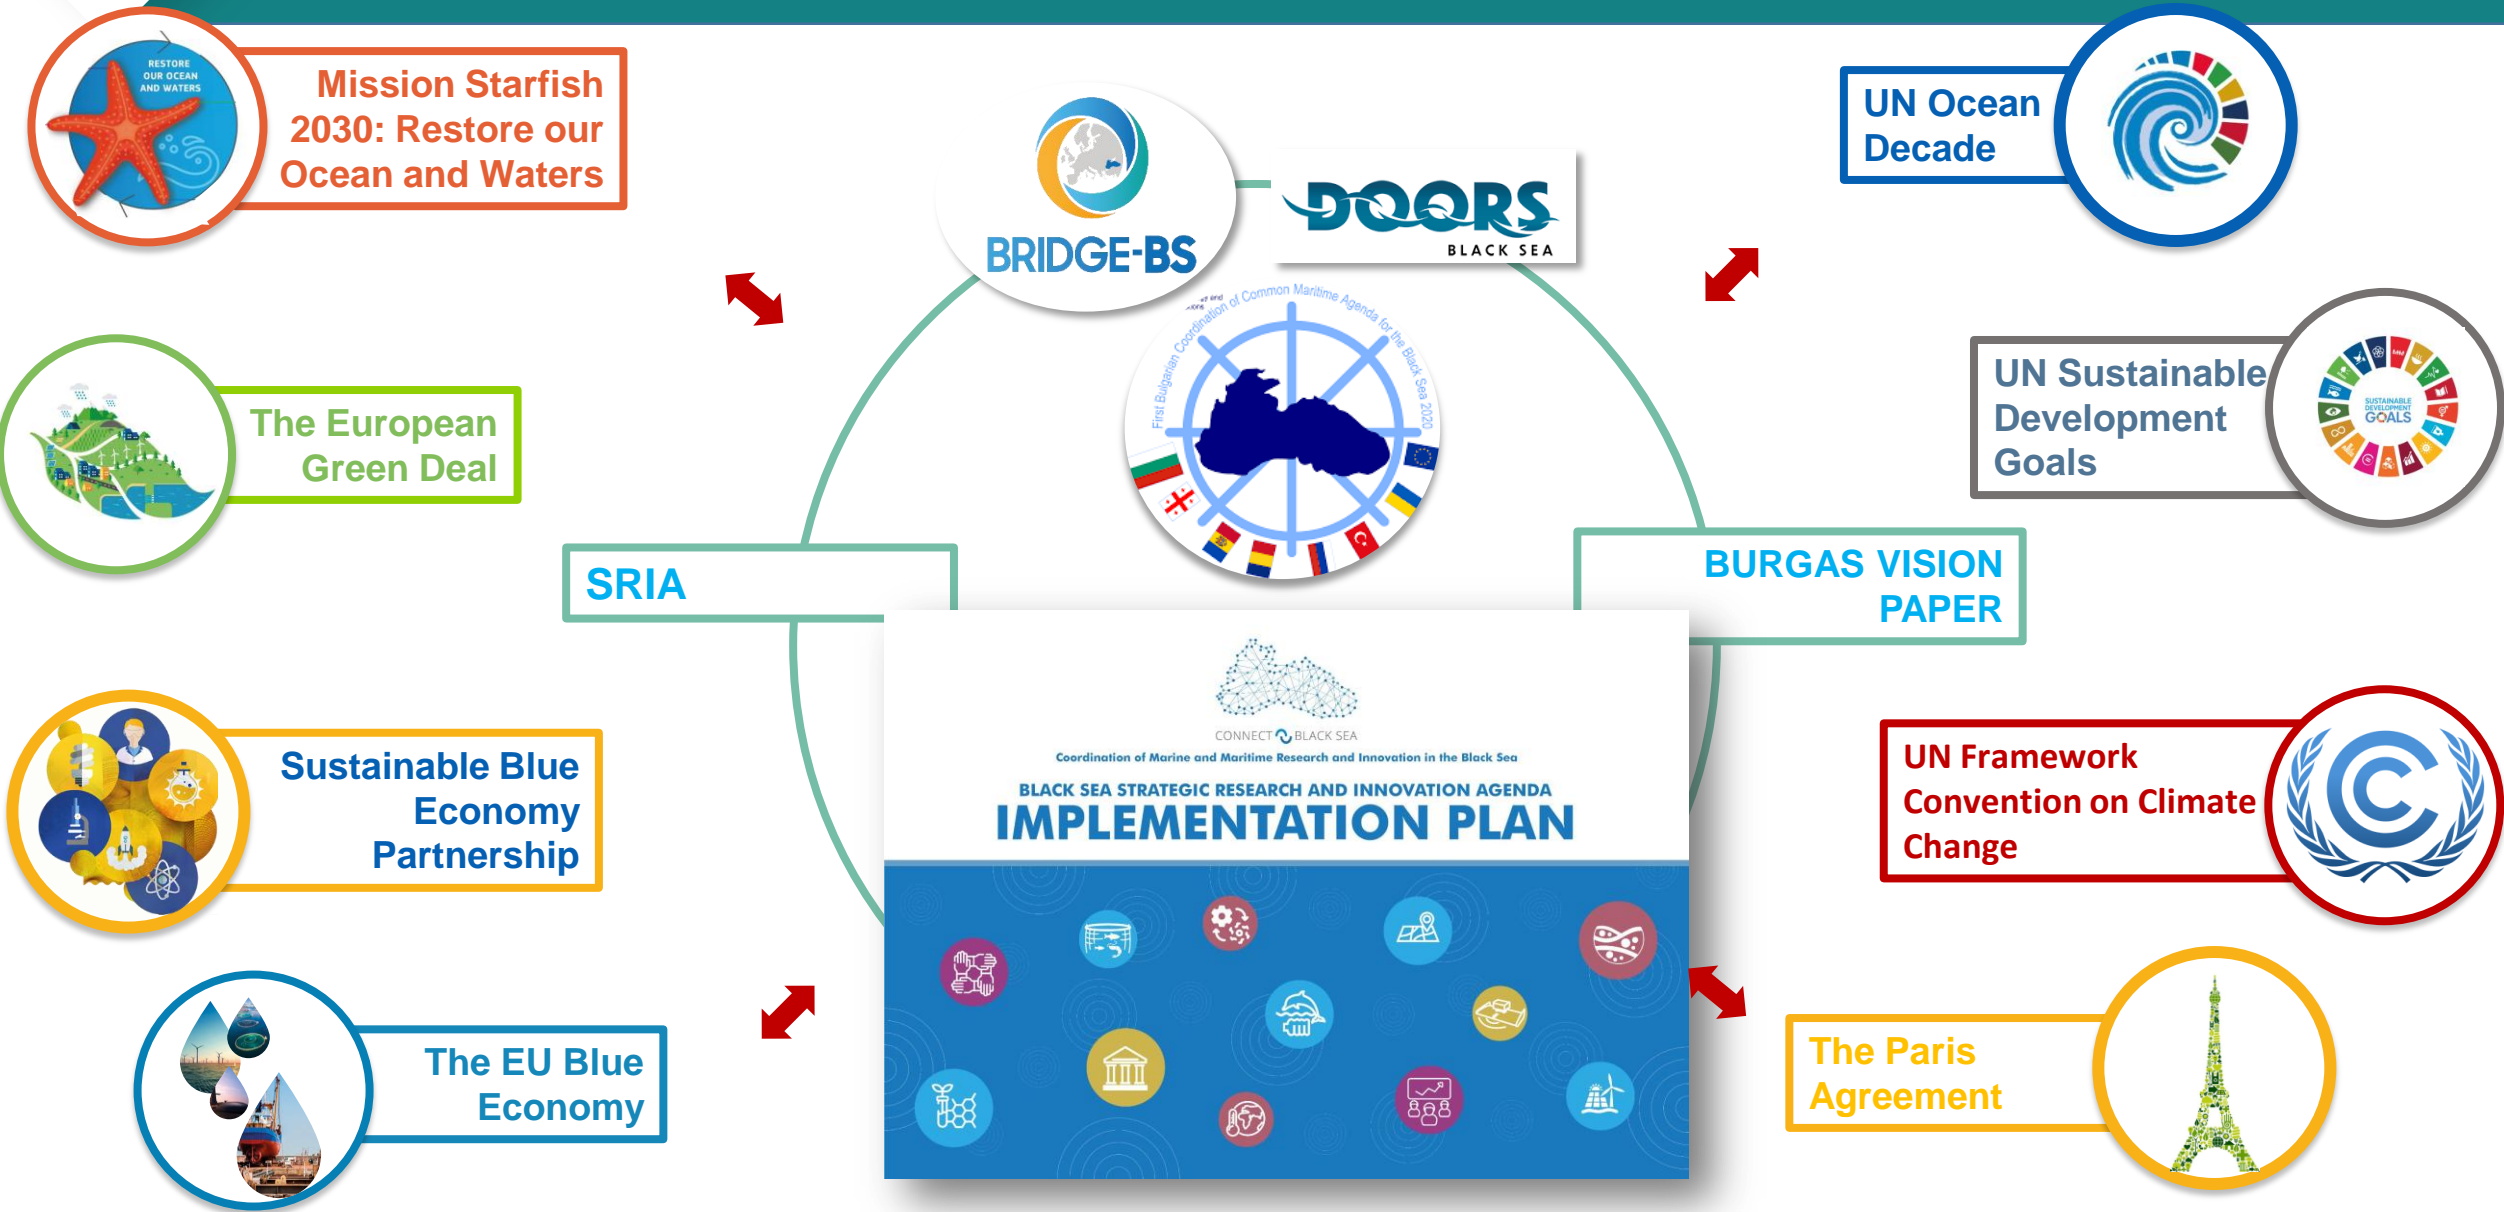 RESTORE
OUR OCEAN
AND WATERS
Mission Starfish
2030: Restore our
Ocean and Waters
The European
Green Deal
Sustainable Blue
Economy
Partnership
The EU Blue
Economy
BRIDGE-BS
DOORS
BLACK SEA
First Bulgarian Coordination of Common Maritime Agenda for the Black Sea 2020
SRIA
BURGAS VISION
PAPER
CONNECT BLACK SEA
Coordination of Marine and Maritime Research and Innovation in the Black Sea
BLACK SEA STRATEGIC RESEARCH AND INNOVATION AGENDA
IMPLEMENTATION PLAN
UN Ocean
Decade
UN Sustainable
Development
Goals
SUSTAINABLE
DEVELOPMENT
GOALS
UN Framework
Convention on Climate
Change
The Paris
Agreement